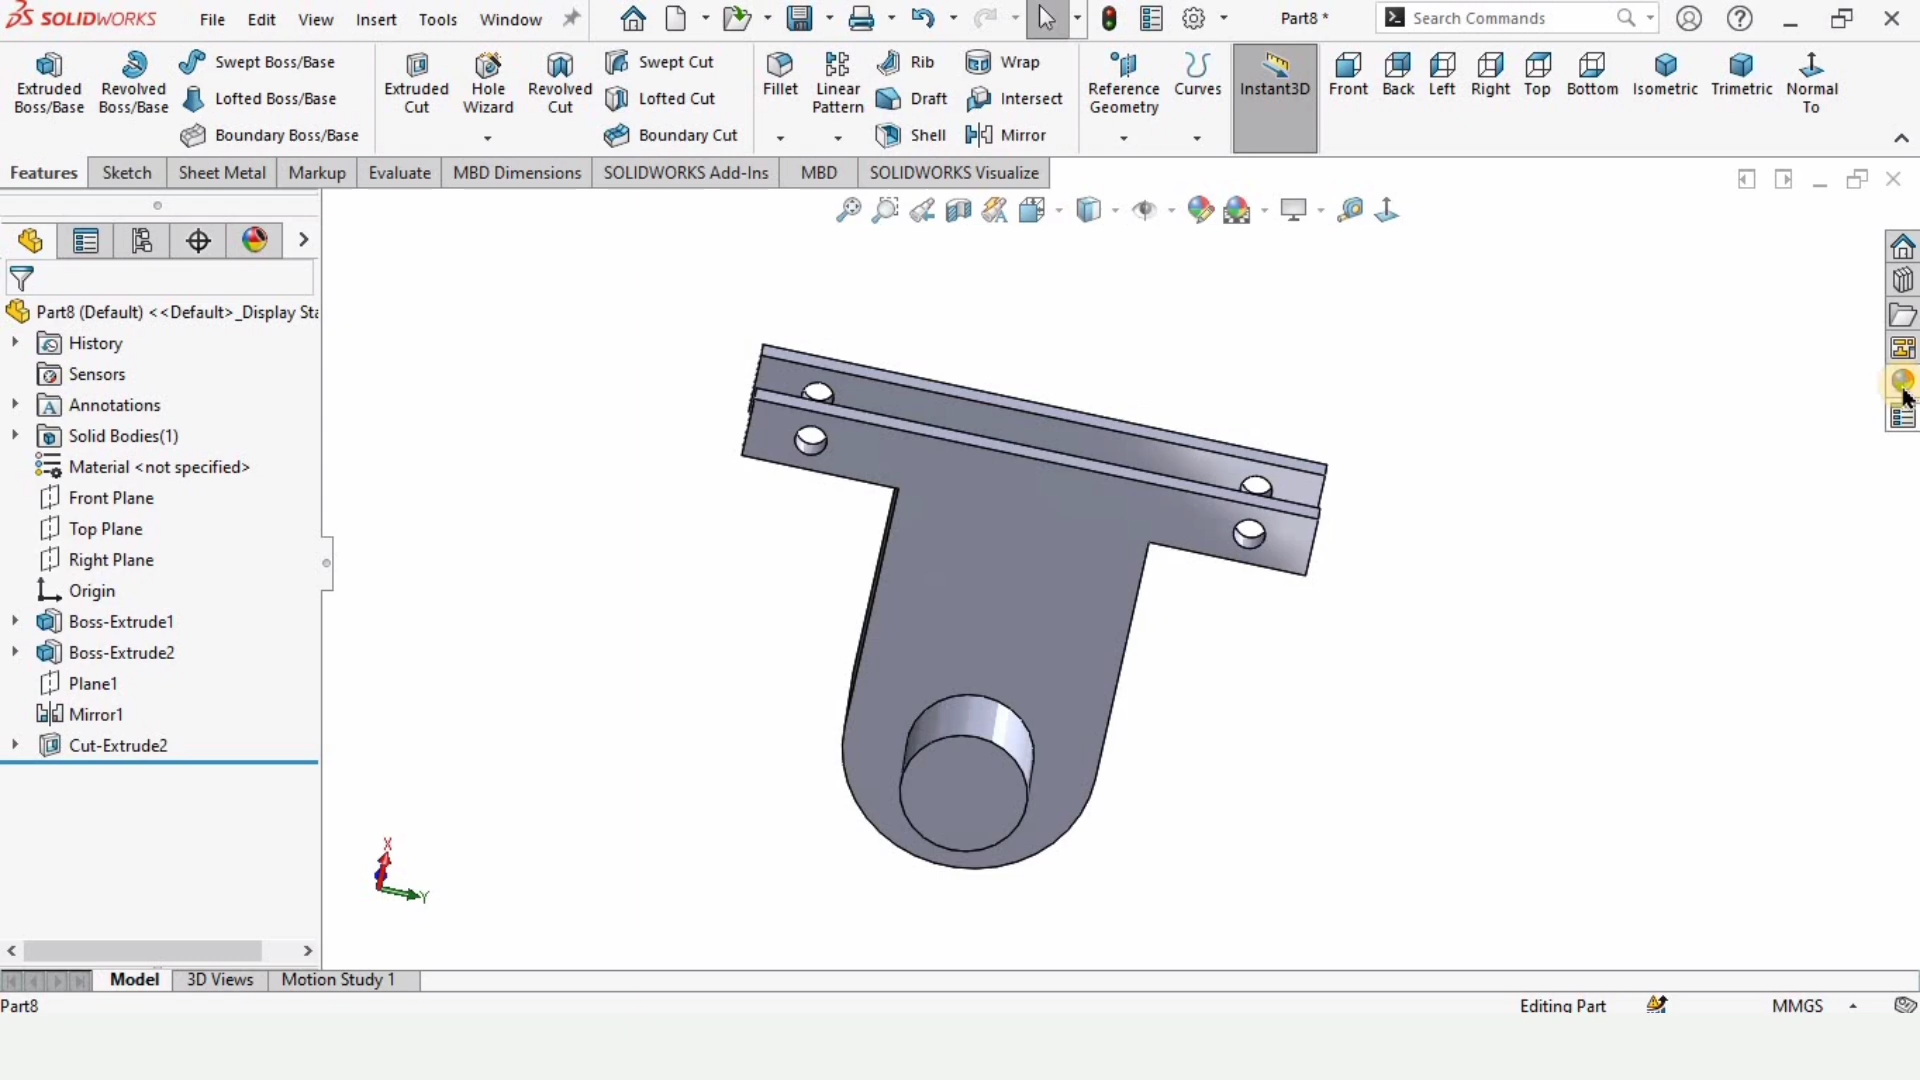 SOLIDWORKS File Edit View Insert Tools Window Part8 * Search Commands
Extruded Boss/Base
Revolved Boss/Base
Swept Boss/Base
Lofted Boss/Base
Boundary Boss/Base
Extruded Cut
Hole Wizard
Revolved Cut
Swept Cut
Lofted Cut
Boundary Cut
Fillet
Linear Pattern
Rib
Draft
Shell
Wrap
Intersect
Mirror
Reference Geometry
Curves
Instant3D
Front
Back
Left
Right
Top
Bottom
Isometric
Trimetric
Normal To
Features Sketch Sheet Metal Markup Evaluate MBD Dimensions SOLIDWORKS Add-Ins MBD SOLIDWORKS Visualize
Part8 (Default) <<Default>_Display Sta
History
Sensors
Annotations
Solid Bodies(1)
Material <not specified>
Front Plane
Top Plane
Right Plane
Origin
Boss-Extrude1
Boss-Extrude2
Plane1
Mirror1
Cut-Extrude2
X
Y
Model 3D Views Motion Study 1
Part8 Editing Part MMGS